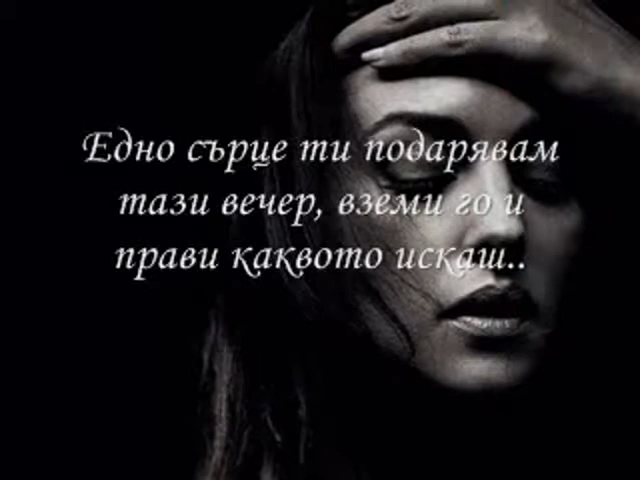 Едно сърце ти подарявам
тази вечер, вземи го и
прави каквото искаш..